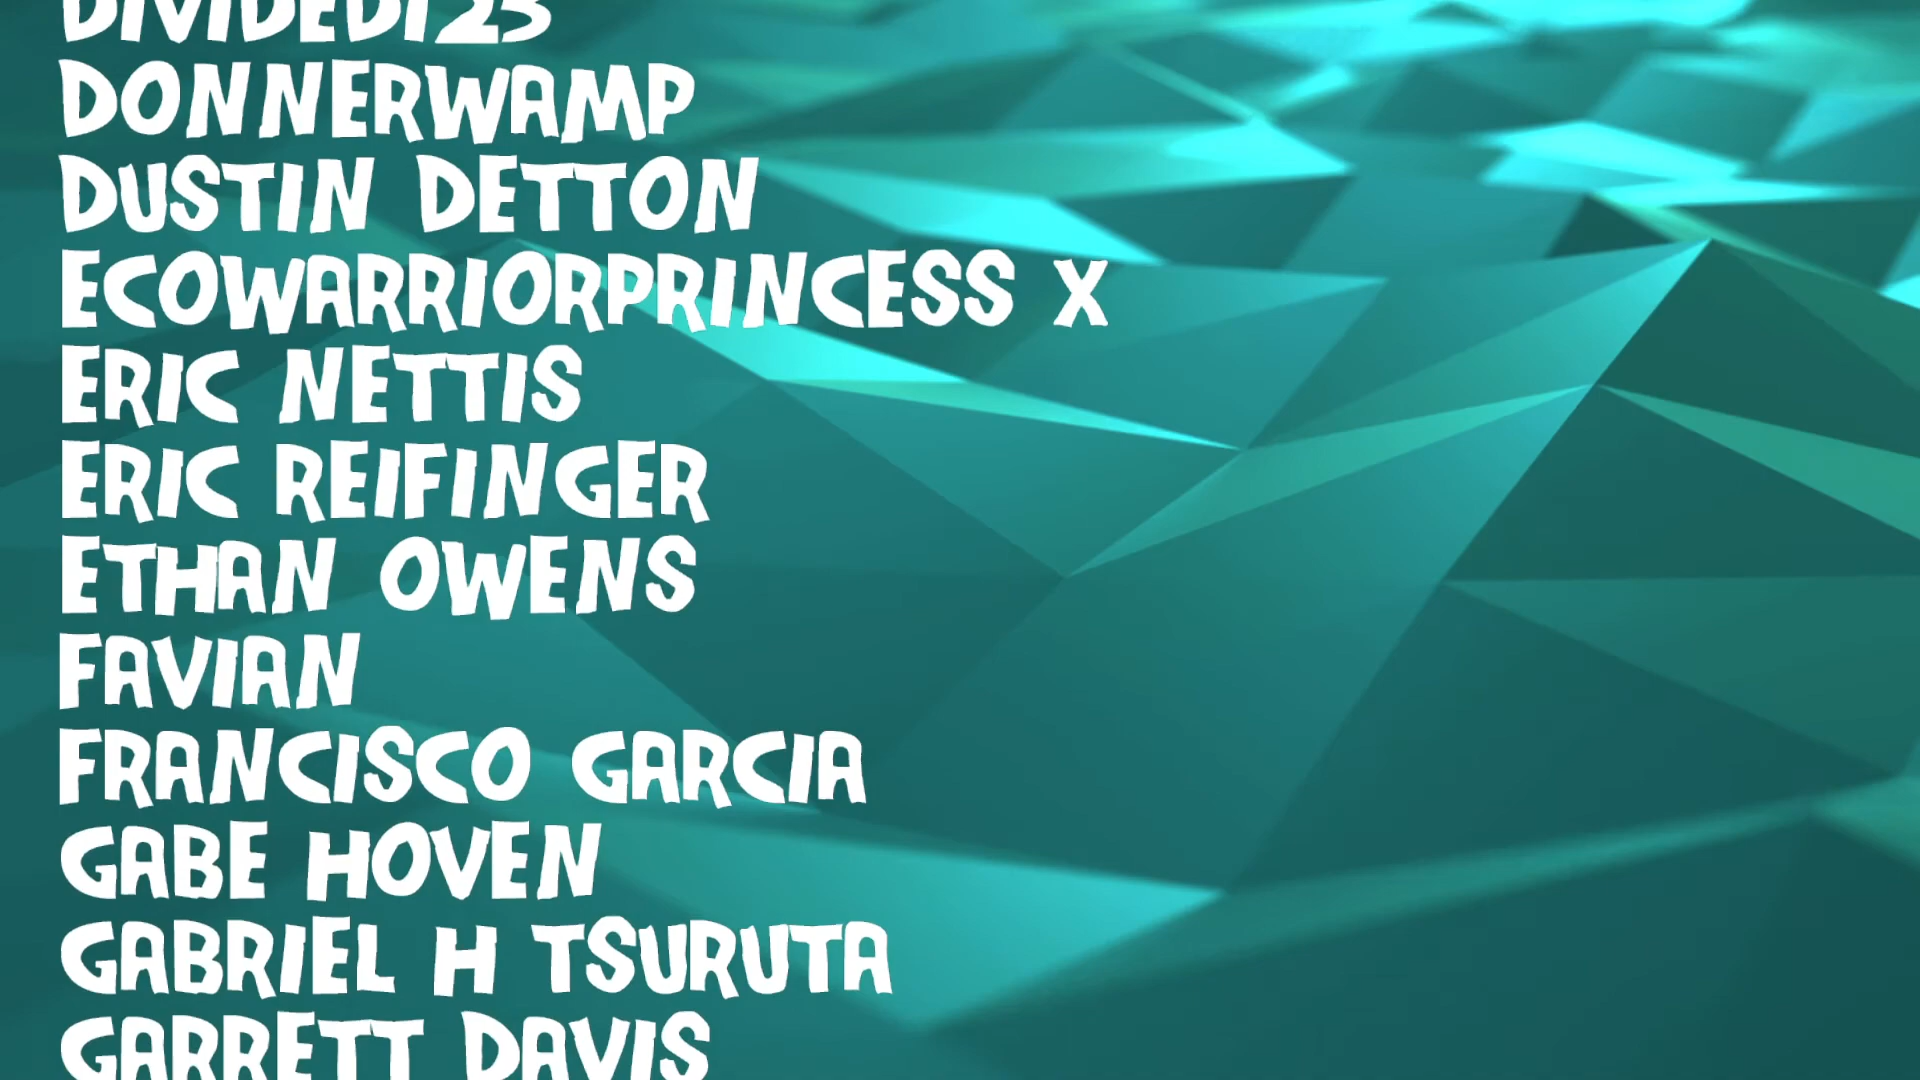 DIVIDED123
DONNERWAMP
DUSTIN DETTON
ECOWARRIORPRINCESS X
ERIC NETTIS
ERIC REIFINGER
ETHAN OWENS
FAVIAN
FRANCISCO GARCIA
GABE HOVEN
GABRIEL H TSURUTA
GARRETT DAVIS